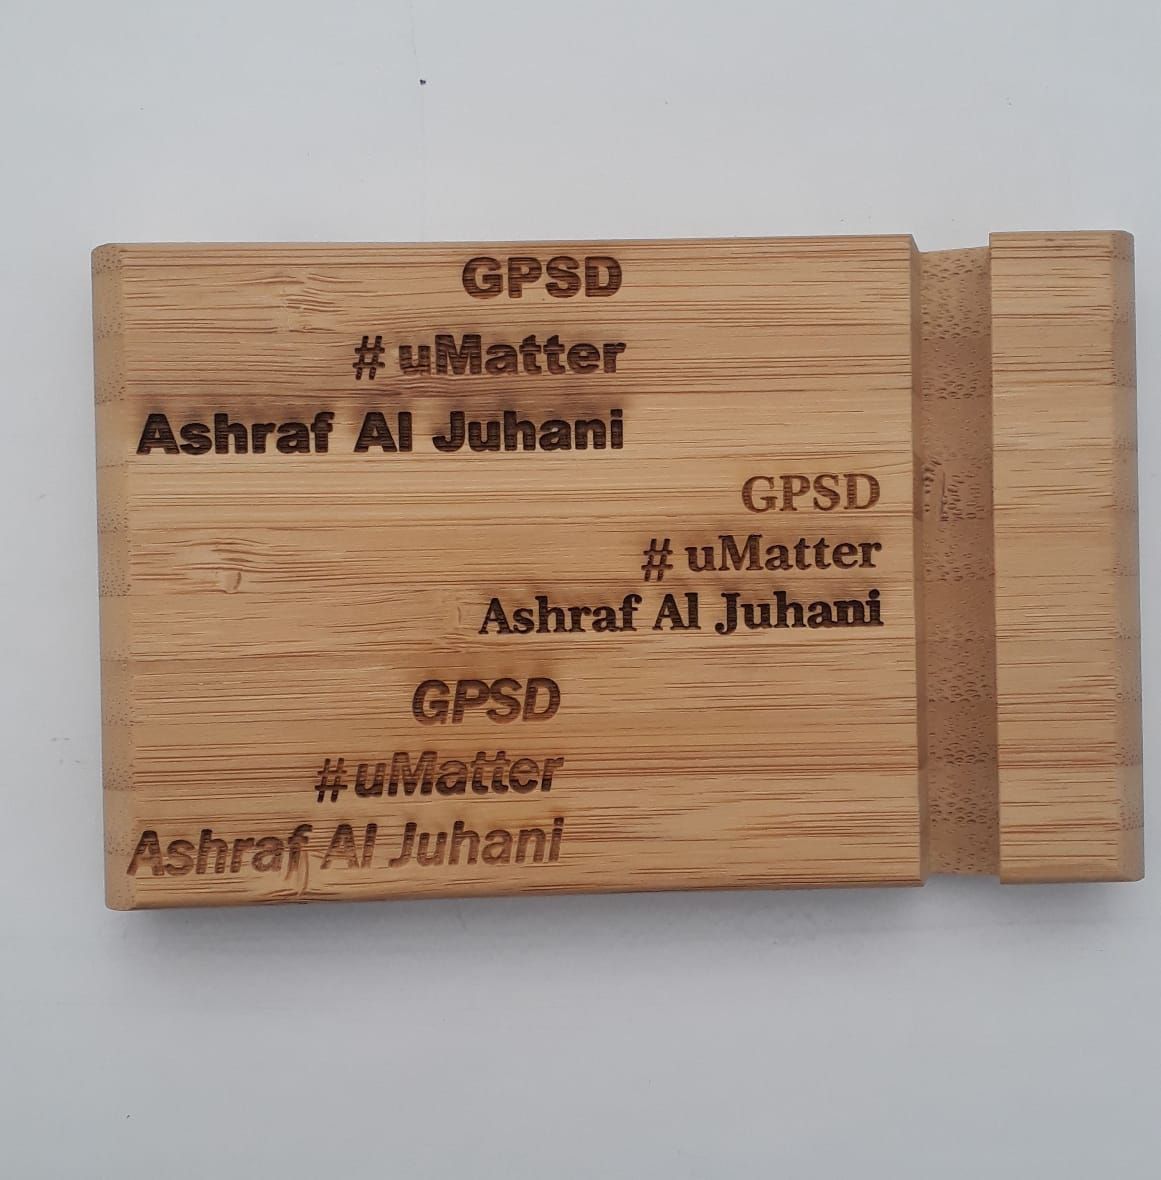 GPSD
# uMatter
Ashraf Al Juhani
GPSD
# uMatter
Ashraf Al Juhani
GPSD
#uMatter
Ashraf Al Juhani